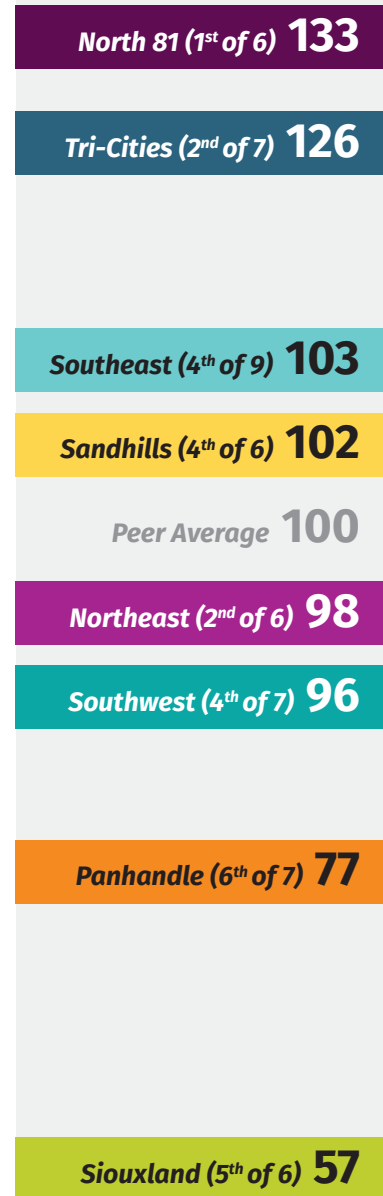 North 81 (1st of 6) 133
Tri-Cities (2nd of 7) 126
Southeast (4th of 9) 103
Sandhills (4th of 6) 102
Peer Average 100
Northeast (2nd of 6) 98
Southwest (4th of 7) 96
Panhandle (6th of 7) 77
Siouxland (5th of 6) 57